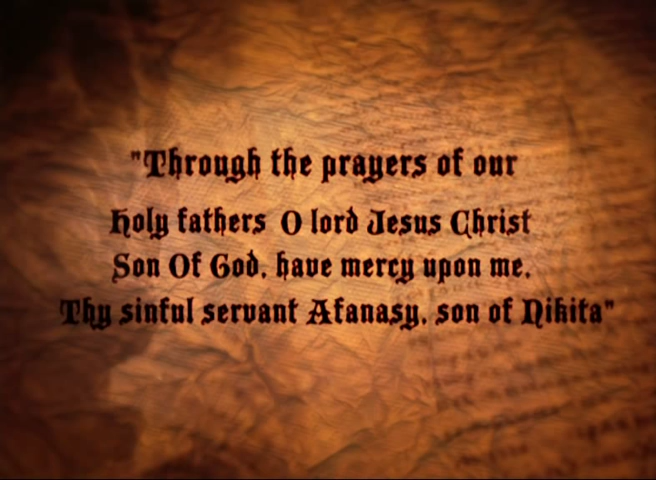 "Through the prayers of our
Holy fathers O lord Jesus Christ
Son Of God, have mercy upon me,
Thy sinful servant Afanasy, son of Nikita"